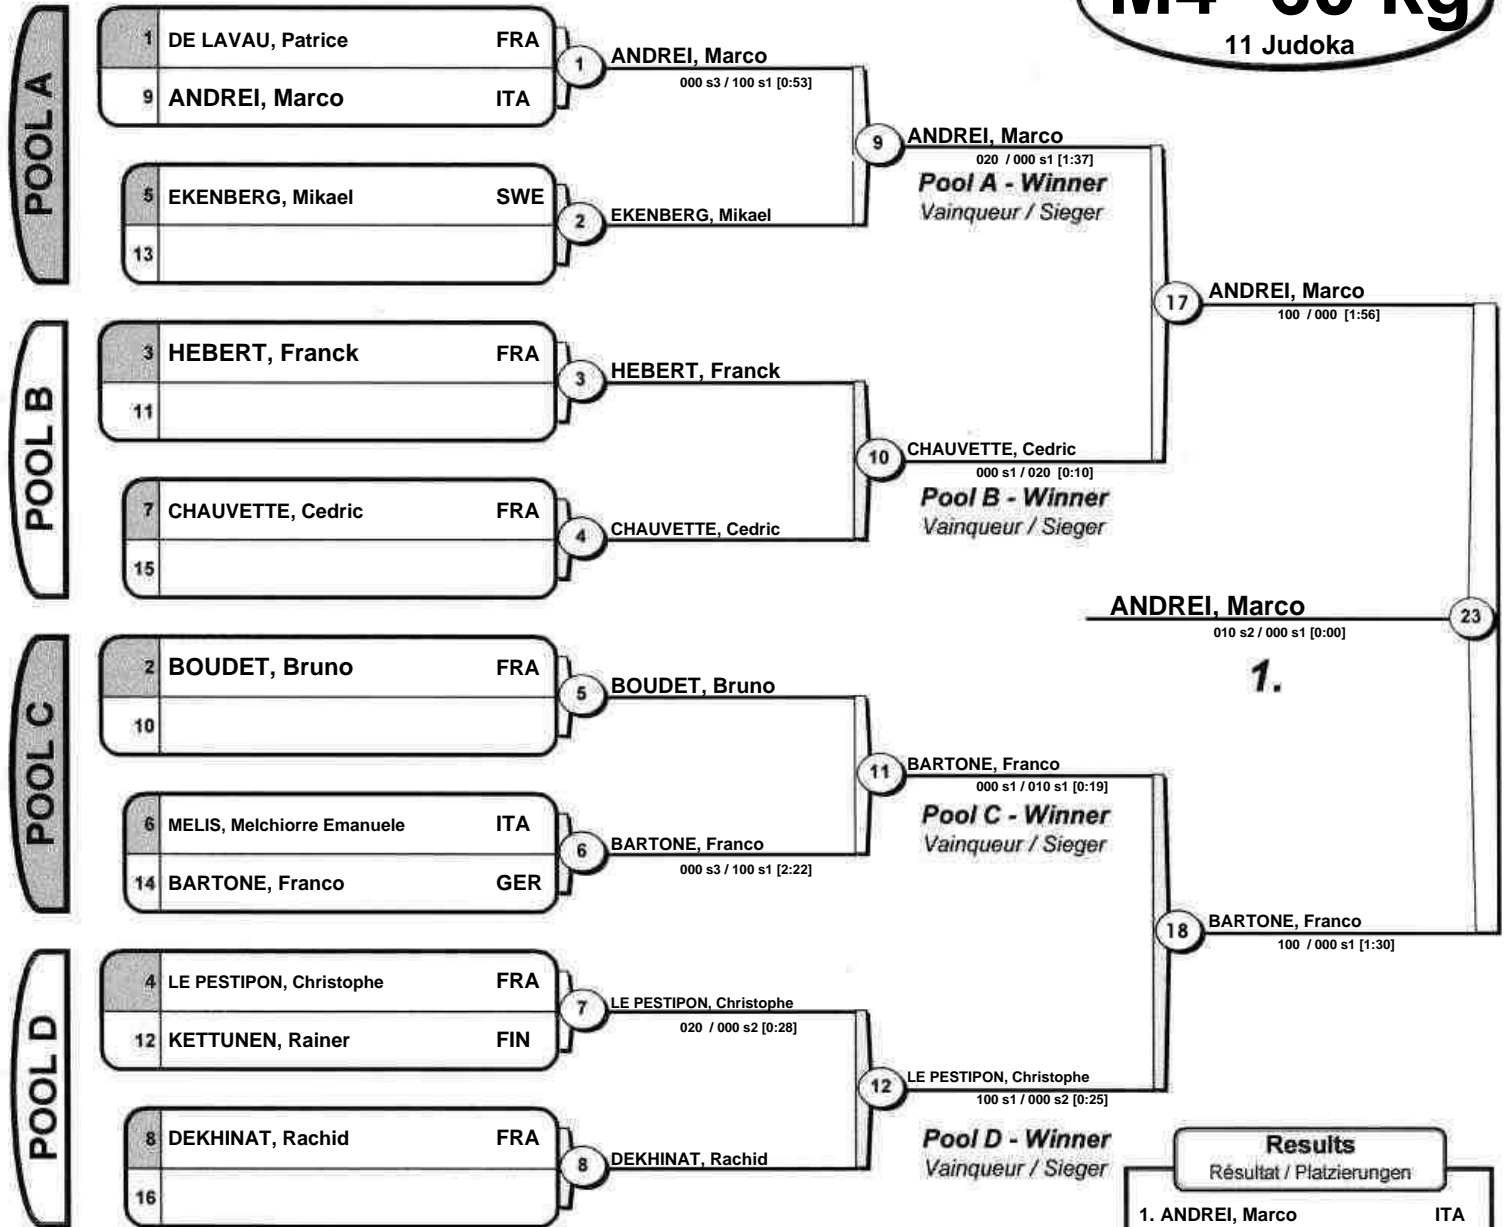 M4 -60 kg
11 Judoka
POOL A
1 DE LAVAU, Patrice FRA
9 ANDREI, Marco ITA
5 EKENBERG, Mikael SWE
13
1 ANDREI, Marco
000 s3 / 100 s1 [0:53]
2 EKENBERG, Mikael
9 ANDREI, Marco
020 / 000 s1 [1:37]
Pool A - Winner
Vainqueur / Sieger
POOL B
3 HEBERT, Franck FRA
11
7 CHAUVETTE, Cedric FRA
15
3 HEBERT, Franck
4 CHAUVETTE, Cedric
10 CHAUVETTE, Cedric
000 s1 / 020 [0:10]
Pool B - Winner
Vainqueur / Sieger
17 ANDREI, Marco
100 / 000 [1:56]
POOL C
2 BOUDET, Bruno FRA
10
6 MELIS, Melchiorre Emanuele ITA
14 BARTONE, Franco GER
5 BOUDET, Bruno
6 BARTONE, Franco
000 s3 / 100 s1 [2:22]
11 BARTONE, Franco
000 s1 / 010 s1 [0:19]
Pool C - Winner
Vainqueur / Sieger
POOL D
4 LE PESTIPON, Christophe FRA
12 KETTUNEN, Rainer FIN
8 DEKHINAT, Rachid FRA
16
7 LE PESTIPON, Christophe
020 / 000 s2 [0:28]
8 DEKHINAT, Rachid
12 LE PESTIPON, Christophe
100 s1 / 000 s2 [0:25]
Pool D - Winner
Vainqueur / Sieger
18 BARTONE, Franco
100 / 000 s1 [1:30]
ANDREI, Marco 23
010 s2 / 000 s1 [0:00]
1.
Results
Résultat / Platzierungen
1. ANDREI, Marco ITA